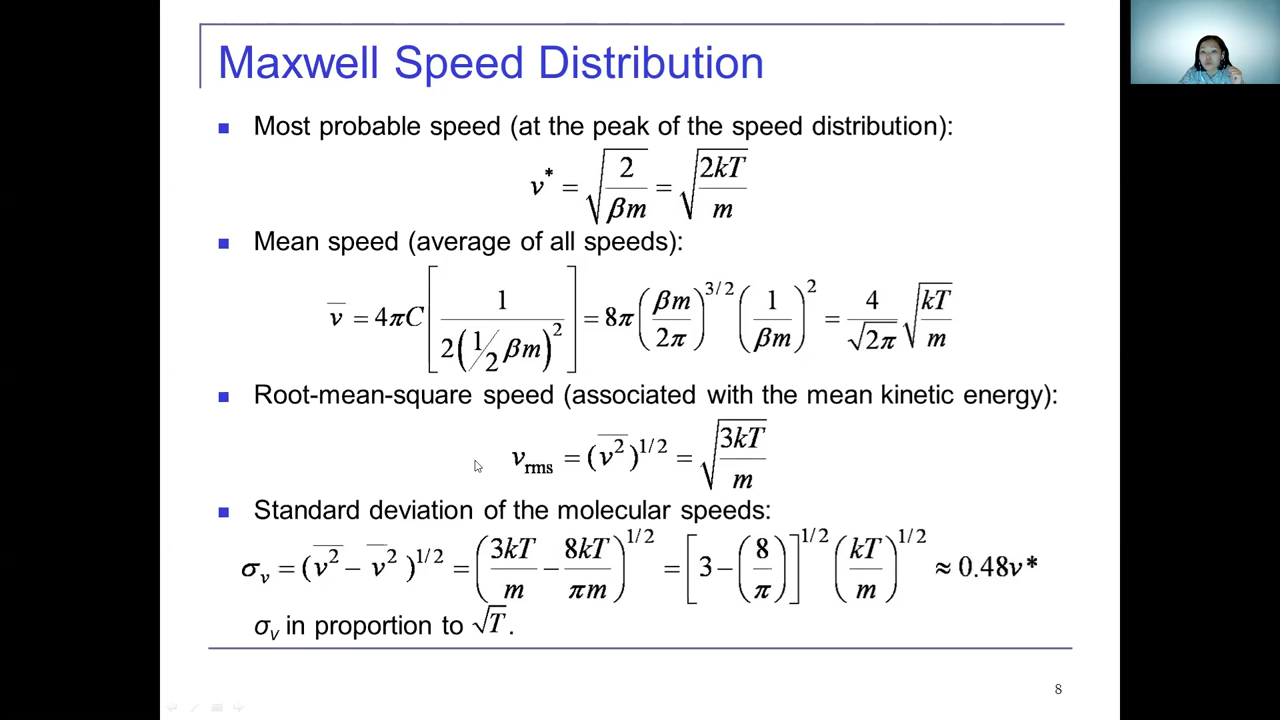 Maxwell Speed Distribution
Most probable speed (at the peak of the speed distribution):
v* = √(2/βm) = √(2kT/m)
Mean speed (average of all speeds):
v̄ = 4πC[1/(2(1/2 βm)²)] = 8π(βm/2π)^3/2 (1/βm)² = 4/√2π √(kT/m)
Root-mean-square speed (associated with the mean kinetic energy):
v_rms = (v̅²)^1/2 = √(3kT/m)
Standard deviation of the molecular speeds:
σ_v = (v̅² − v̄²)^1/2 = (3kT/m − 8kT/πm)^1/2 = [3−(8/π)]^1/2 (kT/m)^1/2 ≈ 0.48v*
σ_v in proportion to √T.
8